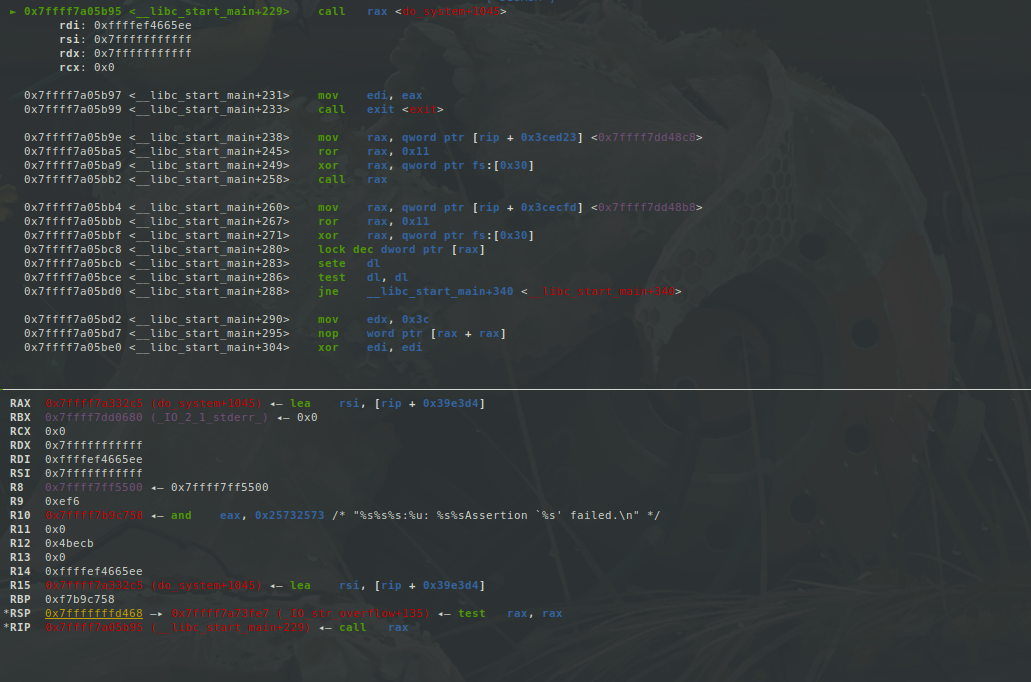 ► 0x7ffff7a05b95 <__libc_start_main+229> call rax <do_system+1045>
rdi: 0xffffef4665ee
rsi: 0x7fffffffffff
rdx: 0x7fffffffffff
rcx: 0x0
0x7ffff7a05b97 <__libc_start_main+231> mov edi, eax
0x7ffff7a05b99 <__libc_start_main+233> call exit <exit>
0x7ffff7a05b9e <__libc_start_main+238> mov rax, qword ptr [rip + 0x3ced23] <0x7ffff7dd48c8>
0x7ffff7a05ba5 <__libc_start_main+245> ror rax, 0x11
0x7ffff7a05ba9 <__libc_start_main+249> xor rax, qword ptr fs:[0x30]
0x7ffff7a05bb2 <__libc_start_main+258> call rax
0x7ffff7a05bb4 <__libc_start_main+260> mov rax, qword ptr [rip + 0x3cecfd] <0x7ffff7dd48b8>
0x7ffff7a05bbb <__libc_start_main+267> ror rax, 0x11
0x7ffff7a05bbf <__libc_start_main+271> xor rax, qword ptr fs:[0x30]
0x7ffff7a05bc8 <__libc_start_main+280> lock dec dword ptr [rax]
0x7ffff7a05bcb <__libc_start_main+283> sete dl
0x7ffff7a05bce <__libc_start_main+286> test dl, dl
0x7ffff7a05bd0 <__libc_start_main+288> jne __libc_start_main+340 <__libc_start_main+340>
0x7ffff7a05bd2 <__libc_start_main+290> mov edx, 0x3c
0x7ffff7a05bd7 <__libc_start_main+295> nop word ptr [rax + rax]
0x7ffff7a05be0 <__libc_start_main+304> xor edi, edi
RAX 0x7ffff7a332c5 (do_system+1045) ◂— lea rsi, [rip + 0x39e3d4]
RBX 0x7ffff7dd0680 (_IO_2_1_stderr_) ◂— 0x0
RCX 0x0
RDX 0x7fffffffffff
RDI 0xffffef4665ee
RSI 0x7fffffffffff
R8 0x7ffff7ff5500 ◂— 0x7ffff7ff5500
R9 0xef6
R10 0x7ffff7b9c758 ◂— and eax, 0x25732573 /* "%s%s%s:%u: %s%sAssertion `%s' failed.\n" */
R11 0x0
R12 0x4becb
R13 0x0
R14 0xffffef4665ee
R15 0x7ffff7a332c5 (do_system+1045) ◂— lea rsi, [rip + 0x39e3d4]
RBP 0xf7b9c758
*RSP 0x7fffffffd468 —▸ 0x7ffff7a73fe7 (_IO_str_overflow+135) ◂— test rax, rax
*RIP 0x7ffff7a05b95 (__libc_start_main+229) ◂— call rax